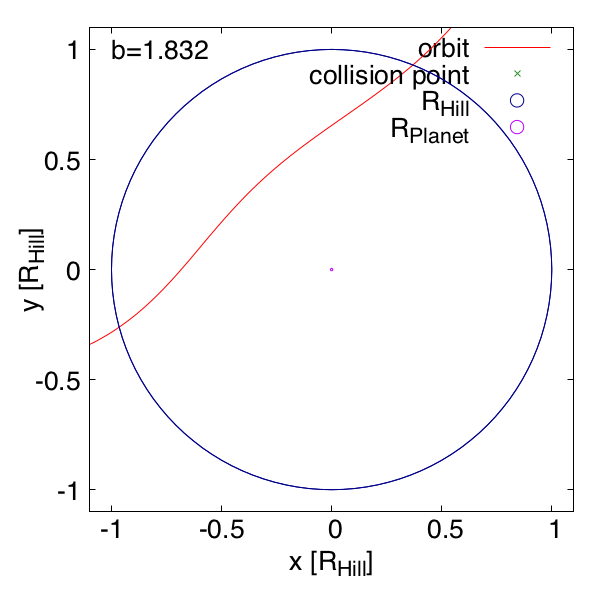 b=1.832
orbit
collision point
R_Hill
R_Planet
1
0.5
0
-0.5
-1
y [R_Hill]
-1
-0.5
0
0.5
1
x [R_Hill]